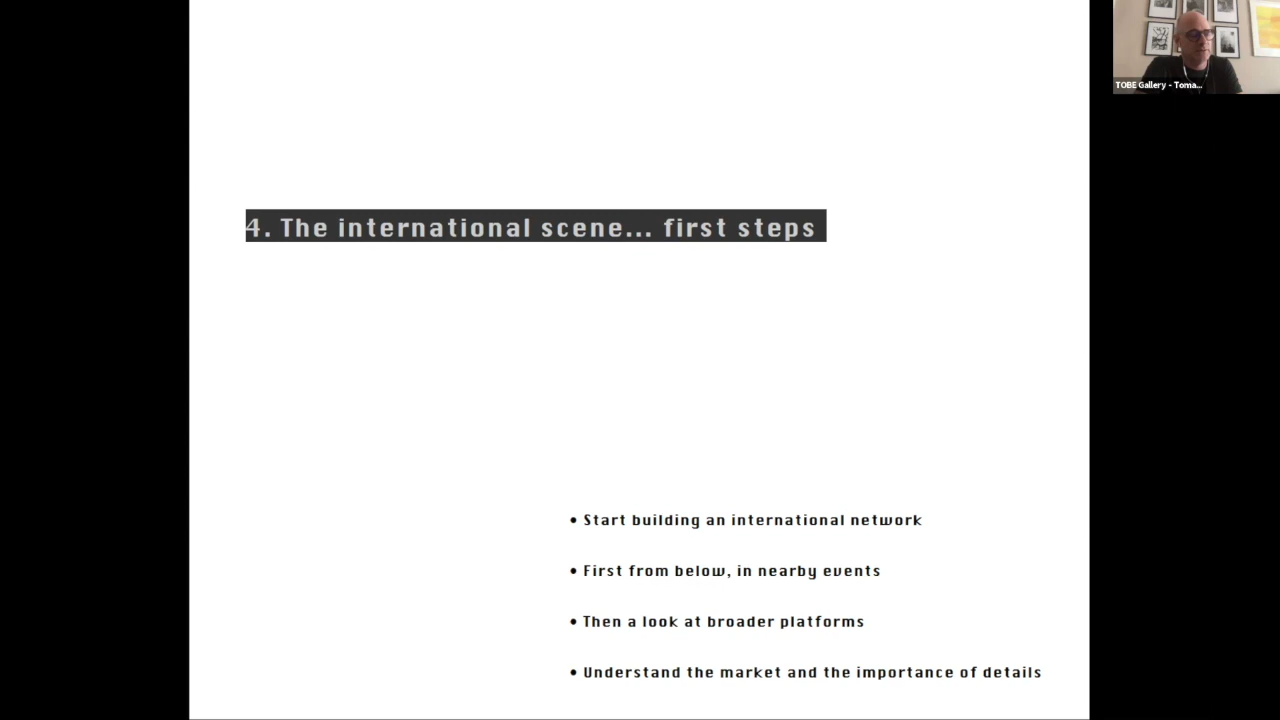 TOBE Gallery - Toma...
4. The international scene... first steps
• Start building an international network
• First from below, in nearby events
• Then a look at broader platforms
• Understand the market and the importance of details